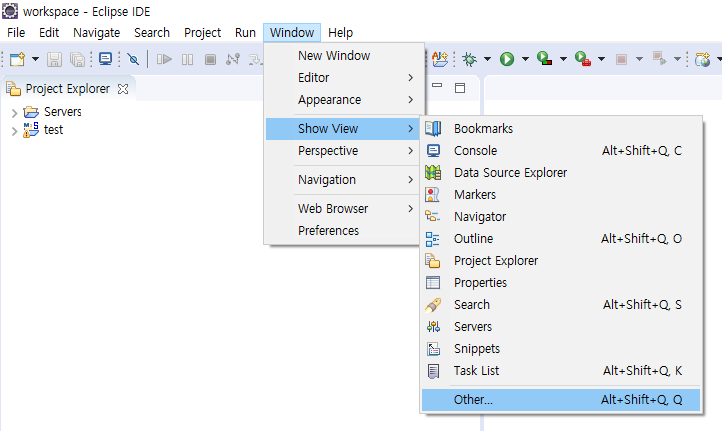 workspace - Eclipse IDE
File Edit Navigate Search Project Run Window Help
Project Explorer
Servers
test
New Window
Editor
Appearance
Show View
Perspective
Navigation
Web Browser
Preferences
Bookmarks
Console Alt+Shift+Q, C
Data Source Explorer
Markers
Navigator
Outline Alt+Shift+Q, O
Project Explorer
Properties
Search Alt+Shift+Q, S
Servers
Snippets
Task List Alt+Shift+Q, K
Other... Alt+Shift+Q, Q